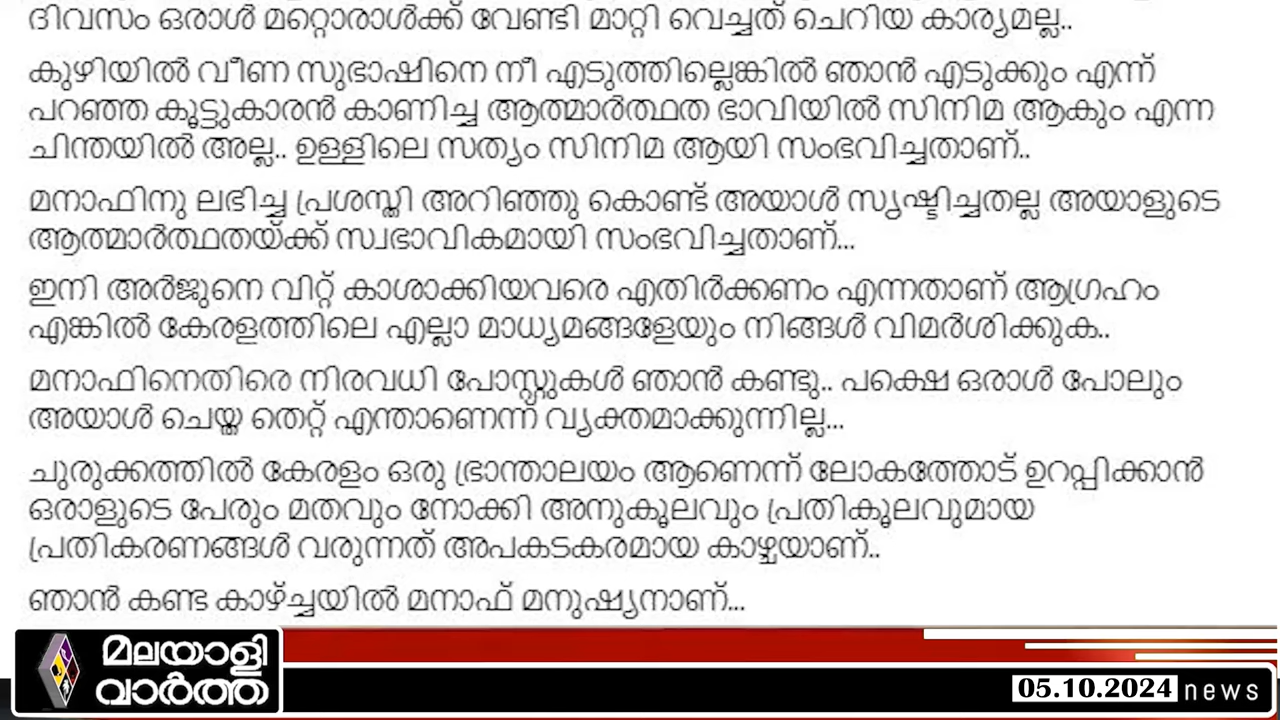 ദിവസം ഒരാൾ മറ്റൊരാൾക്ക് വേണ്ടി മാറ്റി വെച്ചത് ചെറിയ കാര്യമല്ല..
കുഴിയിൽ വീണ സുഭാഷിനെ നീ എടുത്തില്ലെങ്കിൽ ഞാൻ എടുക്കും എന്ന്
പറഞ്ഞ കൂട്ടുകാരൻ കാണിച്ച ആത്മാർത്ഥത ഭാവിയിൽ സിനിമ ആകും എന്ന
ചിന്തയിൽ അല്ല.. ഉള്ളിലെ സത്യം സിനിമ ആയി സംഭവിച്ചതാണ്..
മനാഫിനു ലഭിച്ച പ്രശസ്തി അറിഞ്ഞു കൊണ്ട് അയാൾ സൃഷ്ടിച്ചതല്ല അയാളുടെ
ആത്മാർത്ഥതയ്ക്ക് സ്വഭാവികമായി സംഭവിച്ചതാണ്...
ഇനി അർജുനെ വിറ്റ് കാശാക്കിയവരെ എതിർക്കണം എന്നതാണ് ആഗ്രഹം
എങ്കിൽ കേരളത്തിലെ എല്ലാ മാധ്യമങ്ങളേയും നിങ്ങൾ വിമർശിക്കുക..
മനാഫിനെതിരെ നിരവധി പോസ്റ്റുകൾ ഞാൻ കണ്ടു.. പക്ഷെ ഒരാൾ പോലും
അയാൾ ചെയ്ത തെറ്റ് എന്താണെന്ന് വ്യക്തമാക്കുന്നില്ല...
ചുരുക്കത്തിൽ കേരളം ഒരു ഭ്രാന്താലയം ആണെന്ന് ലോകത്തോട് ഉറപ്പിക്കാൻ
ഒരാളുടെ പേരും മതവും നോക്കി അനുകൂലവും പ്രതികൂലവുമായ
പ്രതികരണങ്ങൾ വരുന്നത് അപകടകരമായ കാഴ്ചയാണ്..
ഞാൻ കണ്ട കാഴ്ച്ചയിൽ മനാഫ് മനുഷ്യനാണ്...
മലയാളി
വാർത്ത
05.10.2024 news